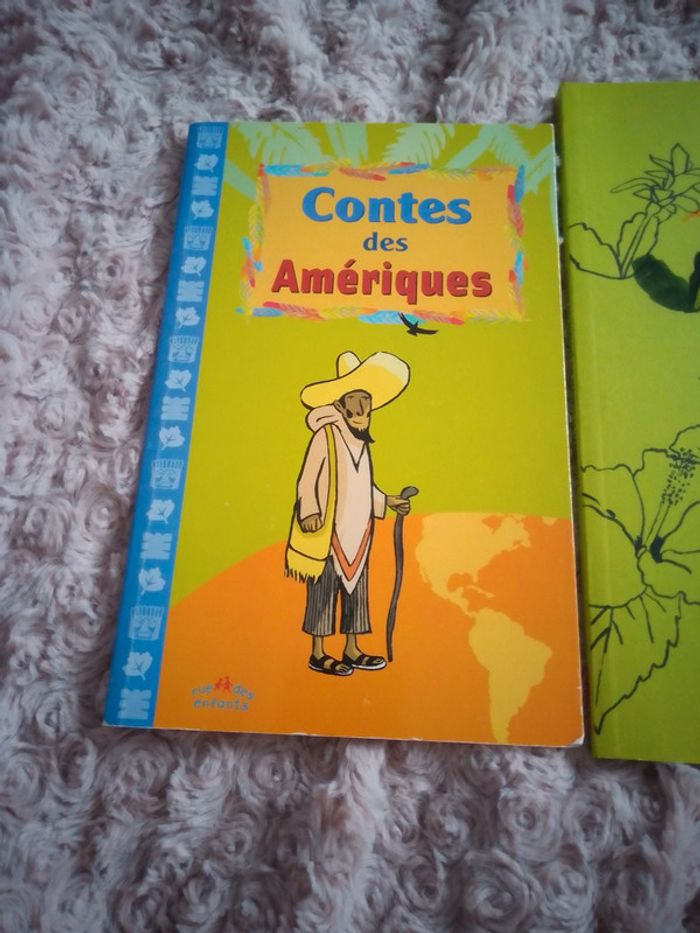 Contes
des
Amériques
rue des
enfants